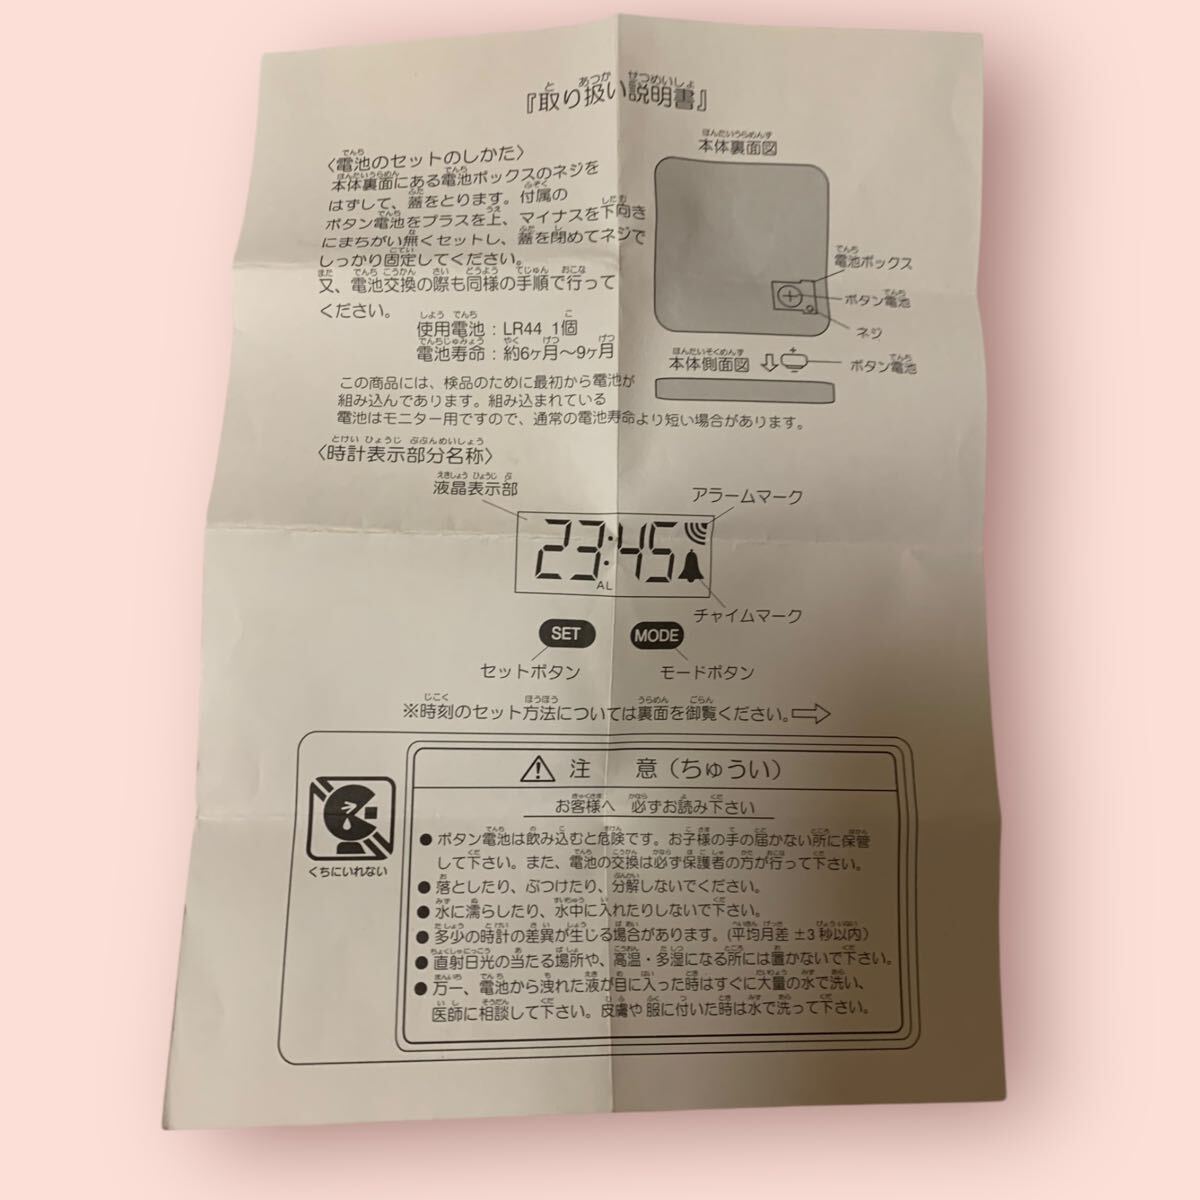 『取り扱い説明書』
〈電池のセットのしかた〉
本体裏面にある電池ボックスのネジを
はずして、蓋をとります。付属の
ボタン電池をプラスを上、マイナスを下向き
にまちがい無くセットし、蓋を閉めてネジで
しっかり固定してください。
又、電池交換の際も同様の手順で行って
ください。
使用電池：LR44 1個
電池寿命：約6ヶ月～9ヶ月
本体裏面図
電池ボックス
ボタン電池
ネジ
本体側面図
ボタン電池
この商品には、検品のために最初から電池が
組み込んであります。組み込まれている
電池はモニター用ですので、通常の電池寿命より短い場合があります。
〈時計表示部分名称〉
液晶表示部
アラームマーク
23:45
AL
チャイムマーク
SET
MODE
セットボタン
モードボタン
※時刻のセット方法については裏面を御覧ください。
注 意（ちゅうい）
お客様へ 必ずお読み下さい
●ボタン電池は飲み込むと危険です。お子様の手の届かない所に保管
して下さい。また、電池の交換は必ず保護者の方が行って下さい。
●落としたり、ぶつけたり、分解しないでください。
●水に濡らしたり、水中に入れたりしないで下さい。
●多少の時計の差異が生じる場合があります。(平均月差 ±3秒以内)
●直射日光の当たる場所や、高温・多湿になる所には置かないで下さい。
●万一、電池から洩れた液が目に入った時はすぐに大量の水で洗い、
医師に相談して下さい。皮膚や服に付いた時は水で洗って下さい。
くちにいれない